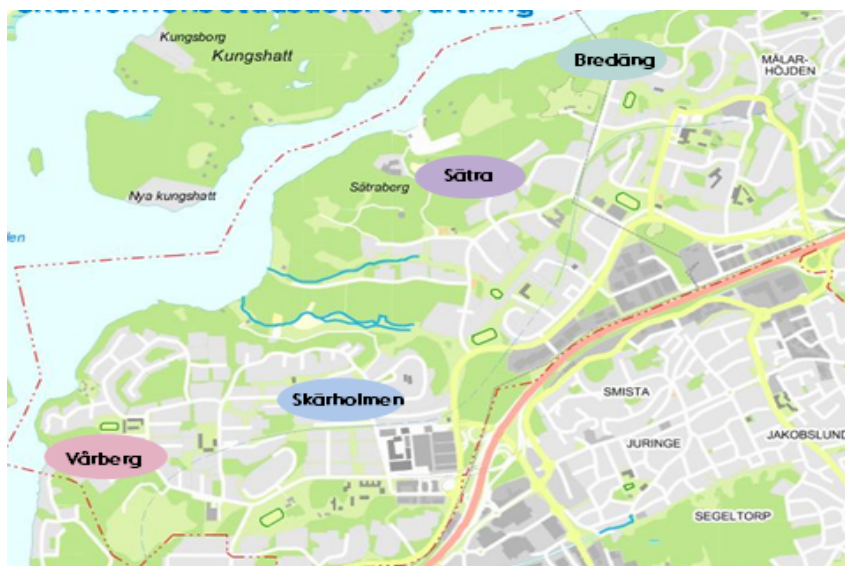 Kungsborg
Kungshatt
Bredäng
MÄLAR-
HÖJDEN
Sätra
Sätraberg
Nya kungshatt
Skärholmen
SMISTA
JURINGE
JAKOBSLUND
Vårberg
SEGELTORP